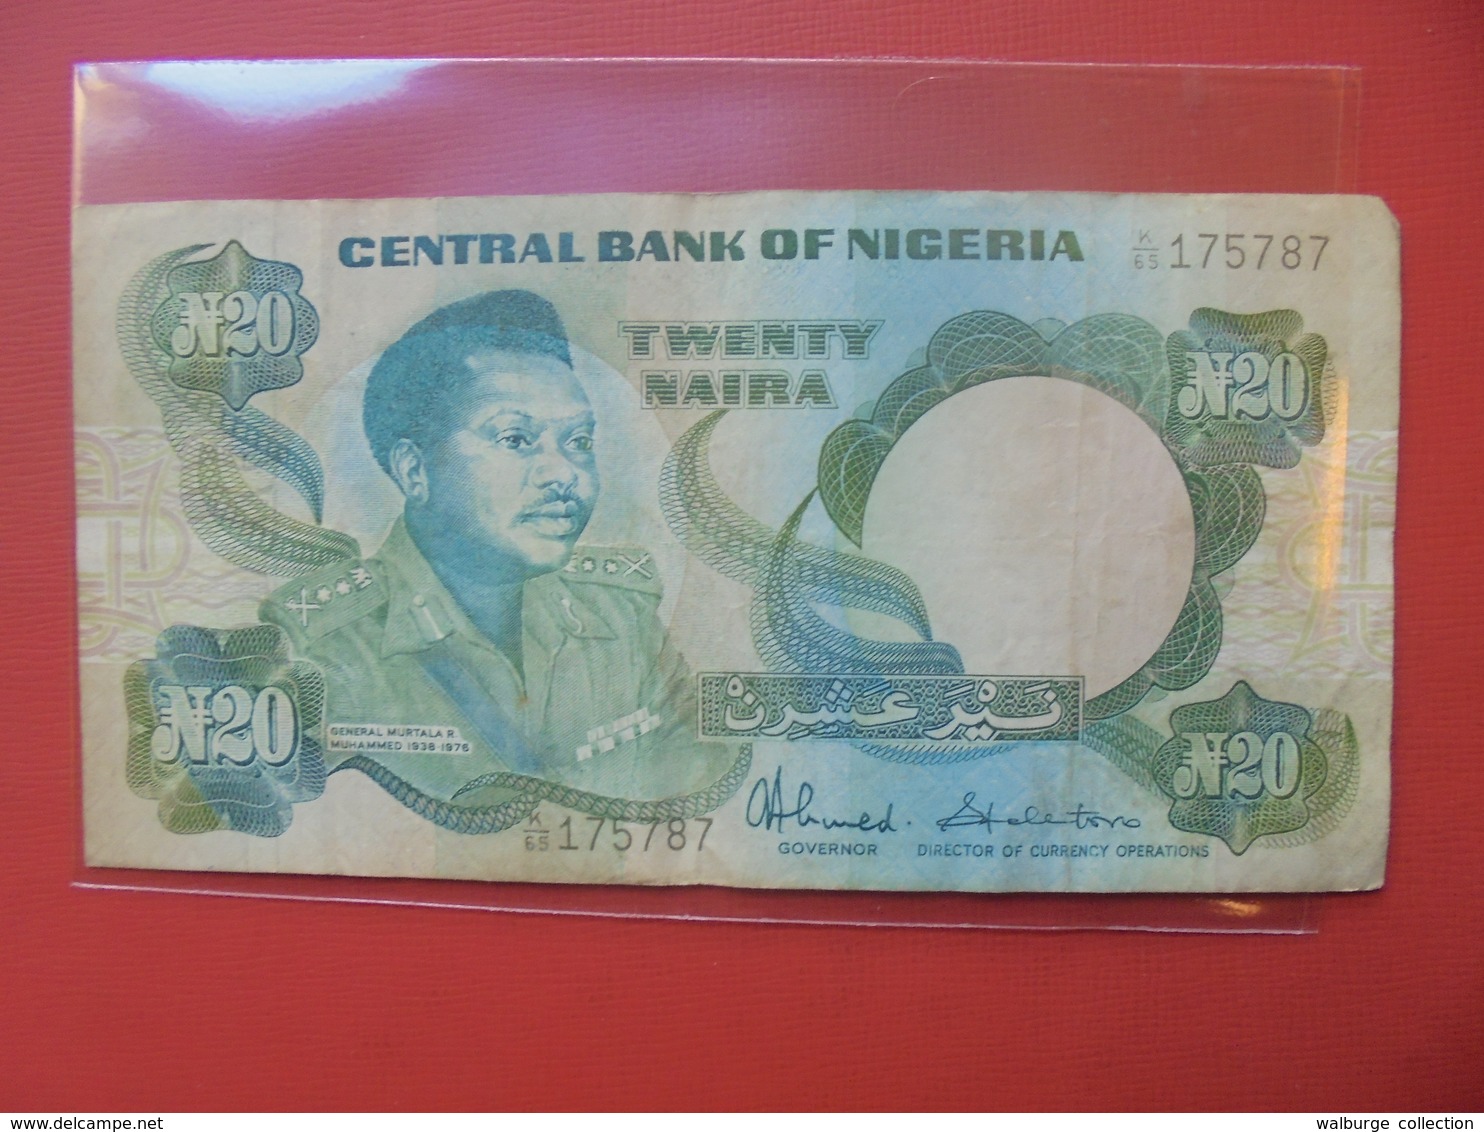 CENTRAL BANK OF NIGERIA
K/65 175787
₦20
TWENTY
NAIRA
₦20
نَيْرَ عَشِرِنْ
₦20
GENERAL MURTALA R.
MUHAMMED 1938-1976
₦20
K/65 175787
GOVERNOR
DIRECTOR OF CURRENCY OPERATIONS
www.delcampe.net
walburge collection